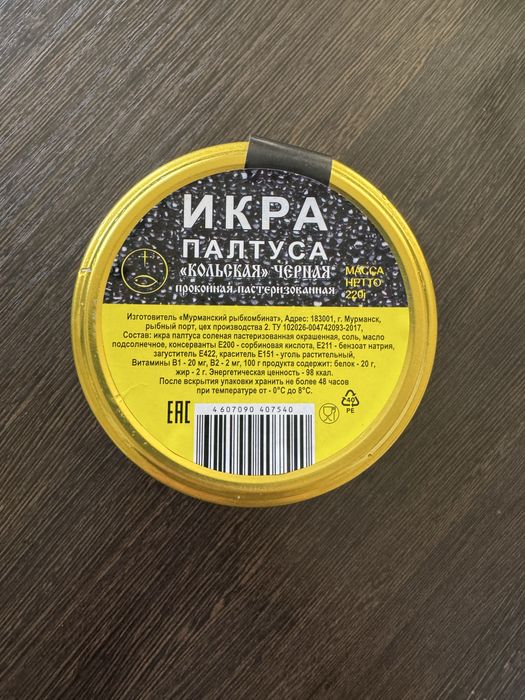 ИКРА
ПАЛТУСА
«КОЛЬСКАЯ» ЧЕРНАЯ
пробойная пастеризованная
МАССА
НЕТТО
220г
Изготовитель «Мурманский рыбкомбинат», Адрес: 183001, г. Мурманск,
рыбный порт, цех производства 2. ТУ 102026-004742093-2017,
Состав: икра палтуса соленая пастеризованная окрашенная, соль, масло
подсолнечное, консерванты Е200 - сорбиновая кислота, Е211 - бензоат натрия,
загуститель Е422, краситель Е151 - уголь растительный,
Витамины В1 - 20 мг, В2 - 2 мг, 100 г продукта содержит: белок - 20 г,
жир - 2 г. Энергетическая ценность - 98 ккал.
После вскрытия упаковки хранить не более 48 часов
при температуре от - 0°С до 8°С.
ЕАС
4607090 407540
40
PE